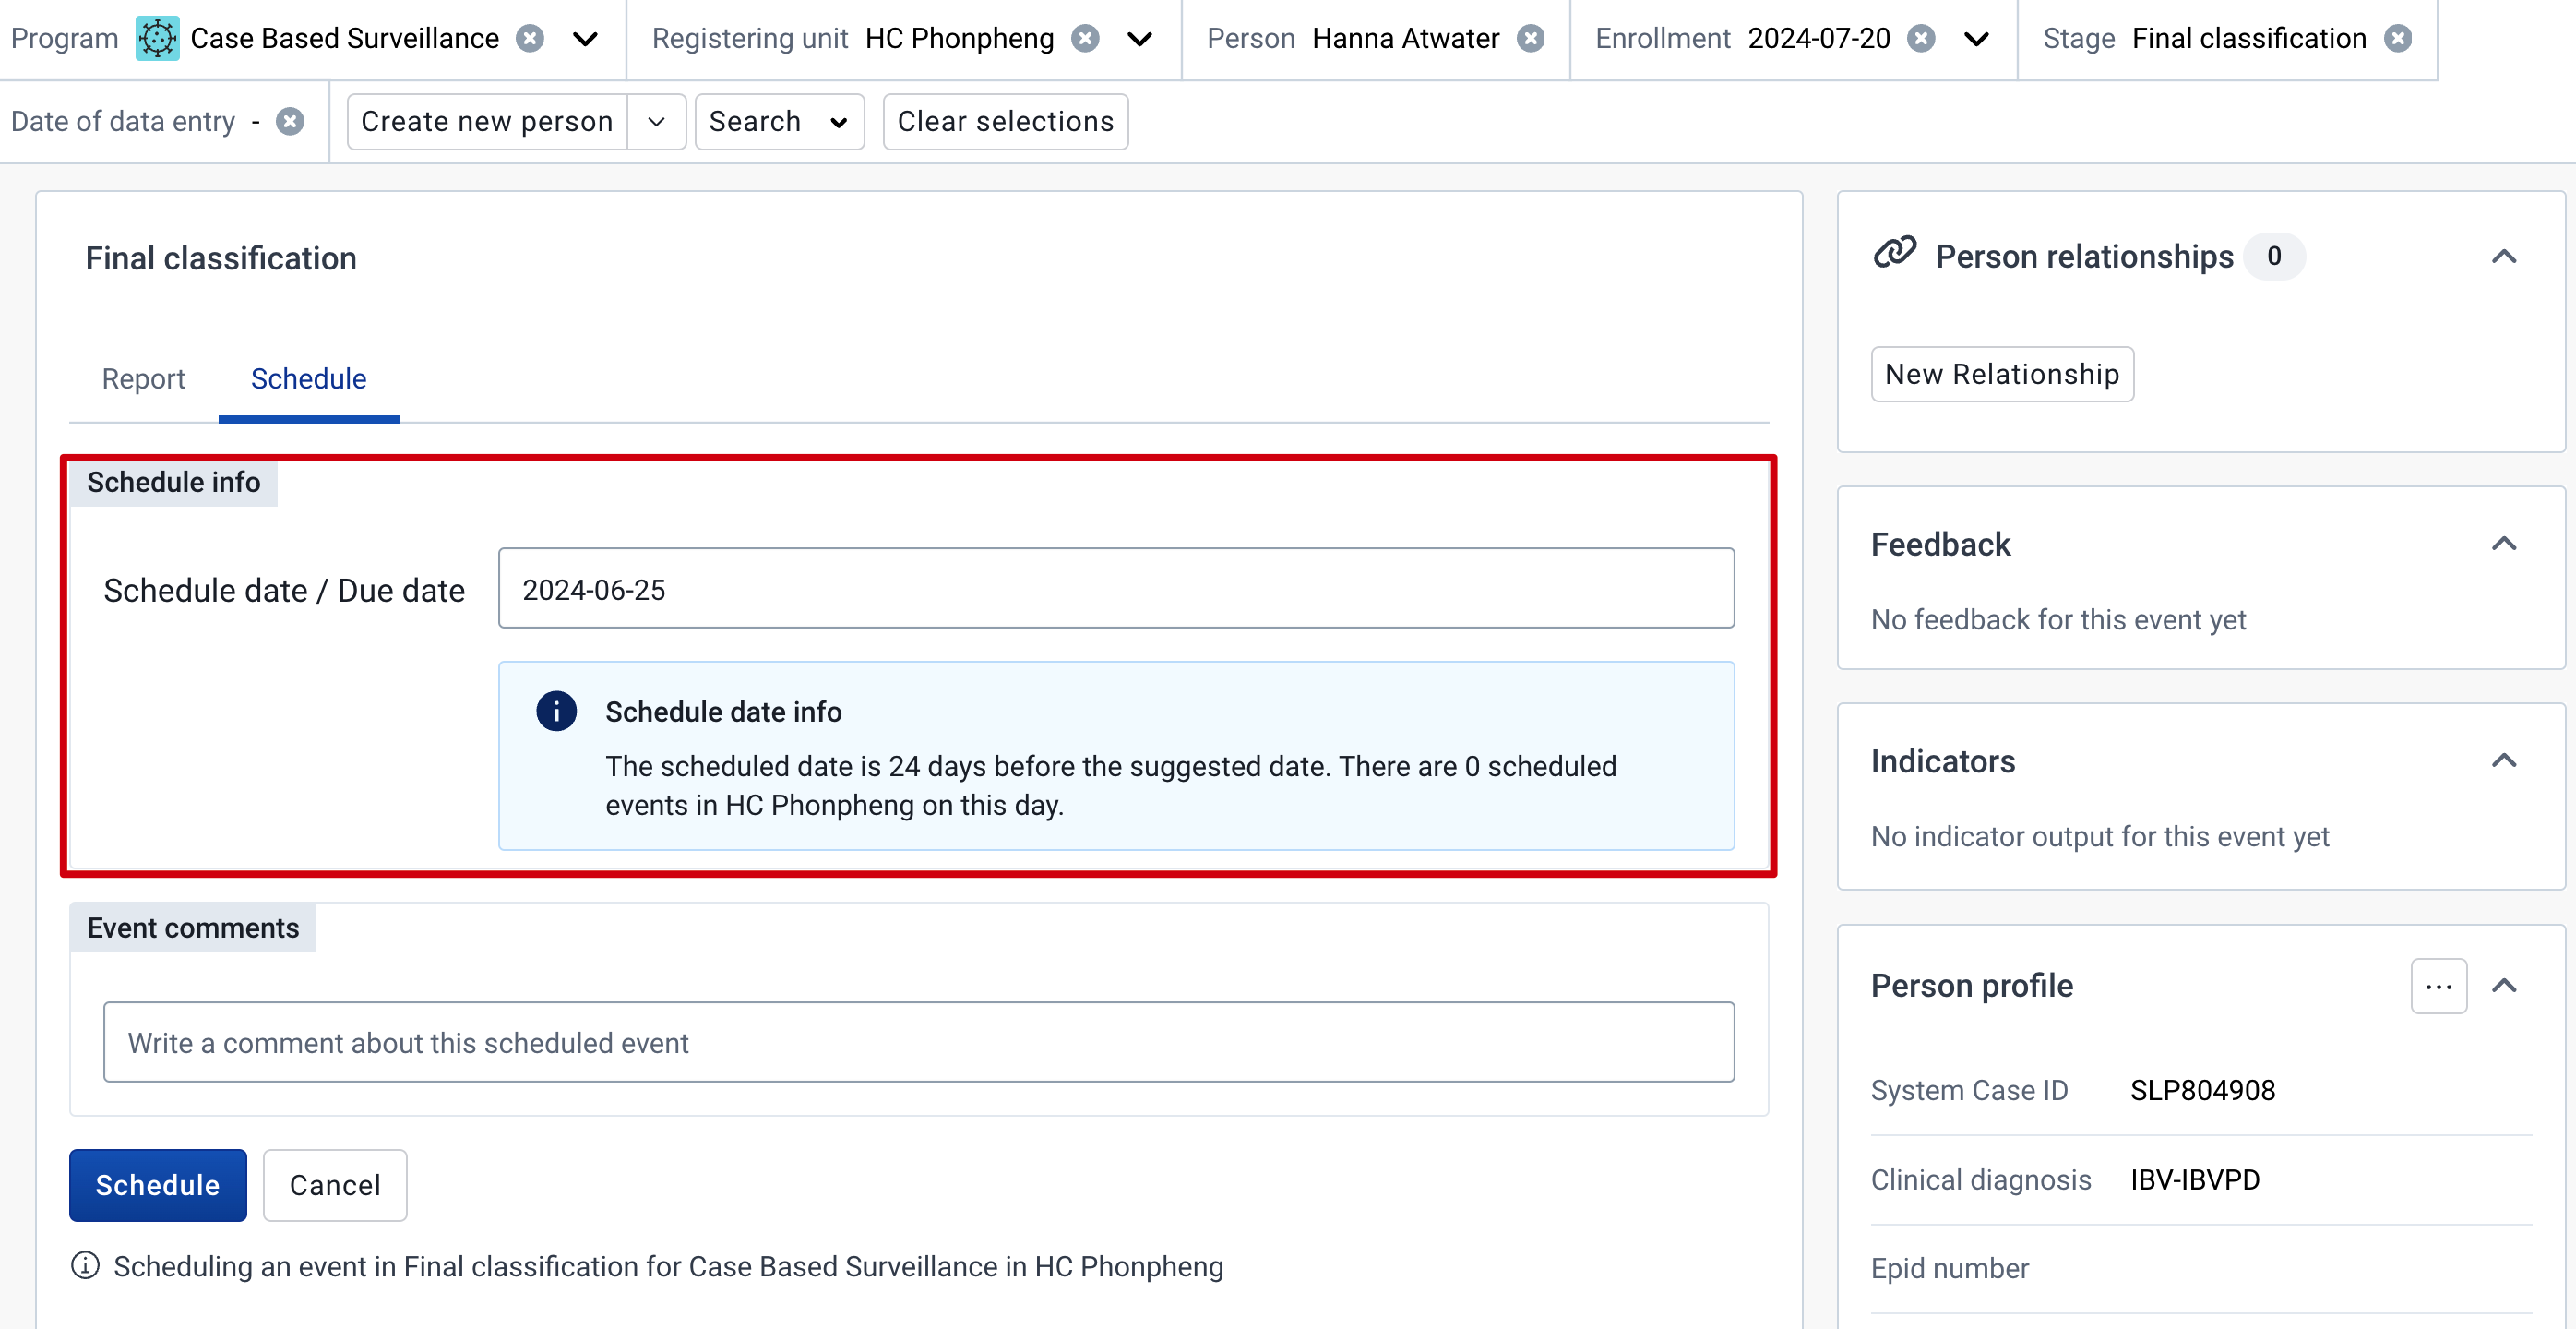 Program Case Based Surveillance Registering unit HC Phonpheng Person Hanna Atwater Enrollment 2024-07-20 Stage Final classification
Date of data entry - Create new person Search Clear selections
Final classification
Report Schedule
Schedule info
Schedule date / Due date 2024-06-25
Schedule date info
The scheduled date is 24 days before the suggested date. There are 0 scheduled
events in HC Phonpheng on this day.
Event comments
Write a comment about this scheduled event
Schedule Cancel
Scheduling an event in Final classification for Case Based Surveillance in HC Phonpheng
Person relationships 0
New Relationship
Feedback
No feedback for this event yet
Indicators
No indicator output for this event yet
Person profile
System Case ID SLP804908
Clinical diagnosis IBV-IBVPD
Epid number